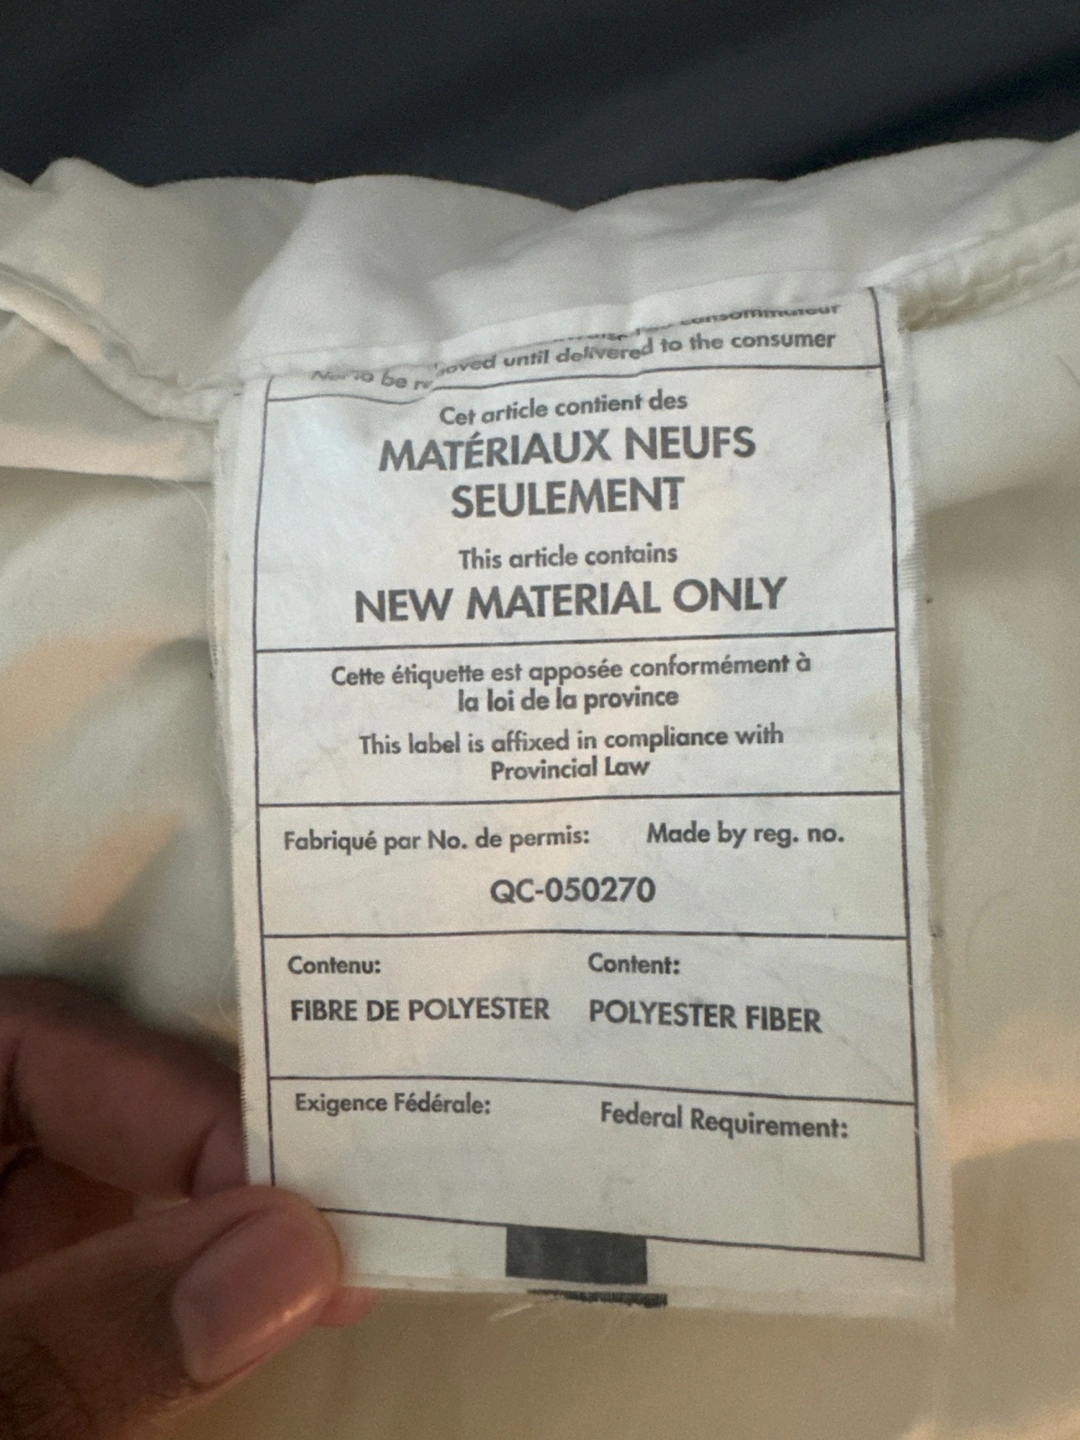 consommateur
to be
until delivered to the consumer
Cet article contient des
MATÉRIAUX NEUFS
SEULEMENT
This article contains
NEW MATERIAL ONLY
Cette étiquette est apposée conformément à
la loi de la province
This label is affixed in compliance with
Provincial Law
Fabriqué par No. de permis: Made by reg. no.
QC-050270
Contenu: Content:
FIBRE DE POLYESTER POLYESTER FIBER
Exigence Fédérale: Federal Requirement: